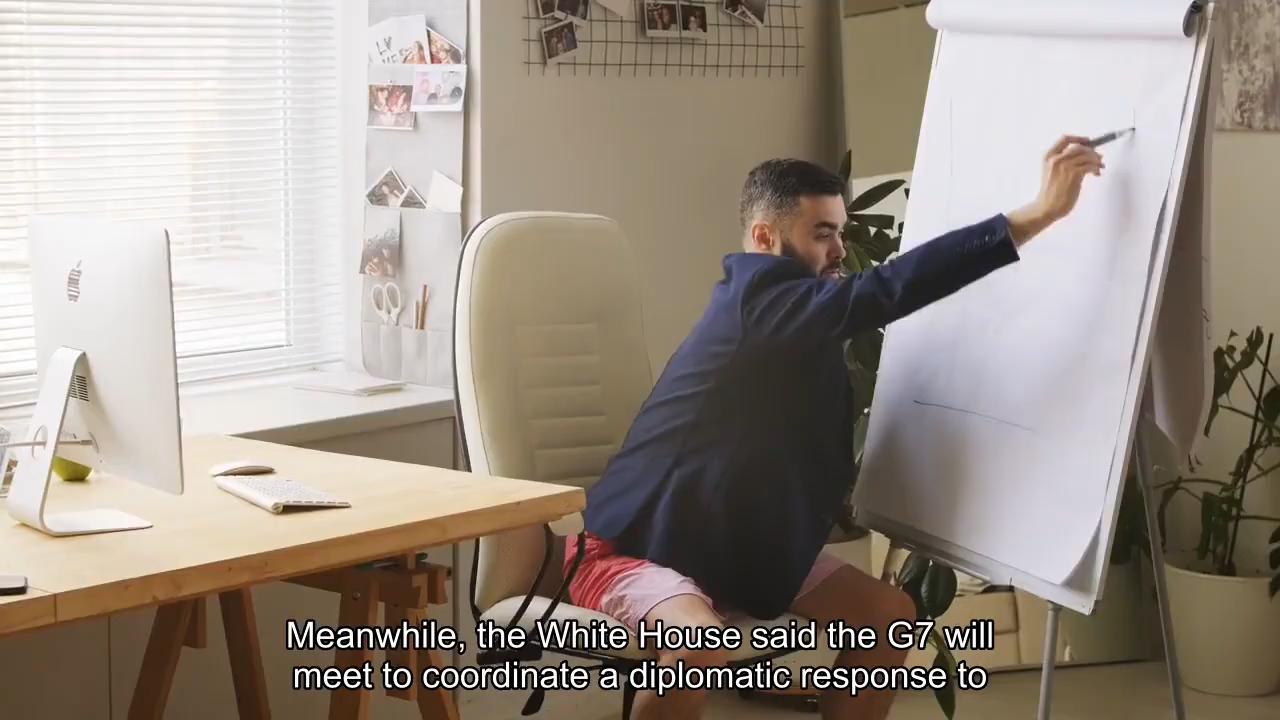 Meanwhile, the White House said the G7 will
meet to coordinate a diplomatic response to